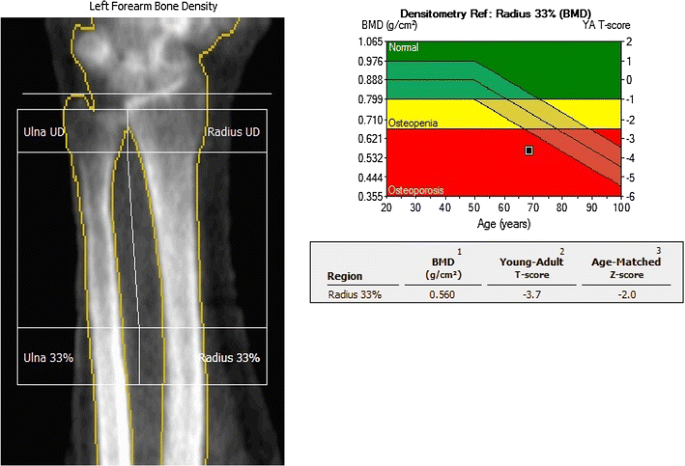 Left Forearm Bone Density
Ulna UD
Radius UD
Ulna 33%
Radius 33%
Densitometry Ref: Radius 33% (BMD)
BMD (g/cm²)
YA T-score
1.065
0.976
0.888
0.799
0.710
0.621
0.532
0.444
0.355
Normal
Osteopenia
Osteoporosis
2
1
0
-1
-2
-3
-4
-5
-6
20 30 40 50 60 70 80 90 100
Age (years)
1 2 3
BMD Young-Adult Age-Matched
Region (g/cm²) T-score Z-score
Radius 33% 0.560 -3.7 -2.0